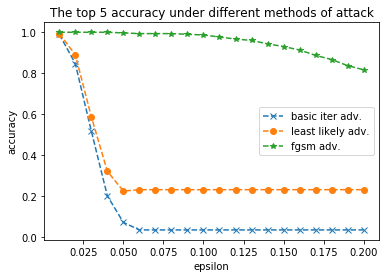 The top 5 accuracy under different methods of attack
accuracy
1.0
0.8
0.6
0.4
0.2
0.0
basic iter adv.
least likely adv.
fgsm adv.
0.025 0.050 0.075 0.100 0.125 0.150 0.175 0.200
epsilon